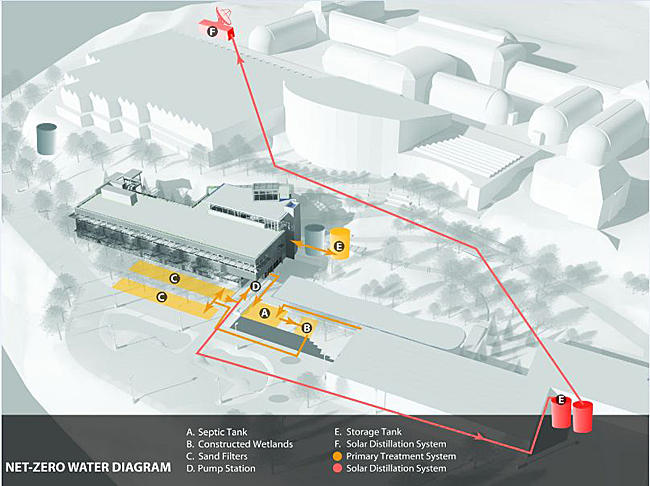 F
E
C
C
D
A
B
E
A. Septic Tank
B. Constructed Wetlands
C. Sand Filters
D. Pump Station
E. Storage Tank
F. Solar Distillation System
Primary Treatment System
Solar Distillation System
NET-ZERO WATER DIAGRAM